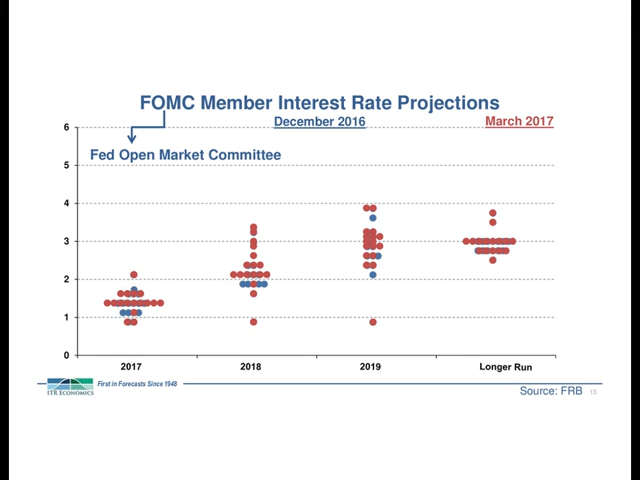 FOMC Member Interest Rate Projections
December 2016
March 2017
Fed Open Market Committee
6
5
4
3
2
1
0
2017 2018 2019 Longer Run
First in Forecasts Since 1948
ITR ECONOMICS
Source: FRB
13